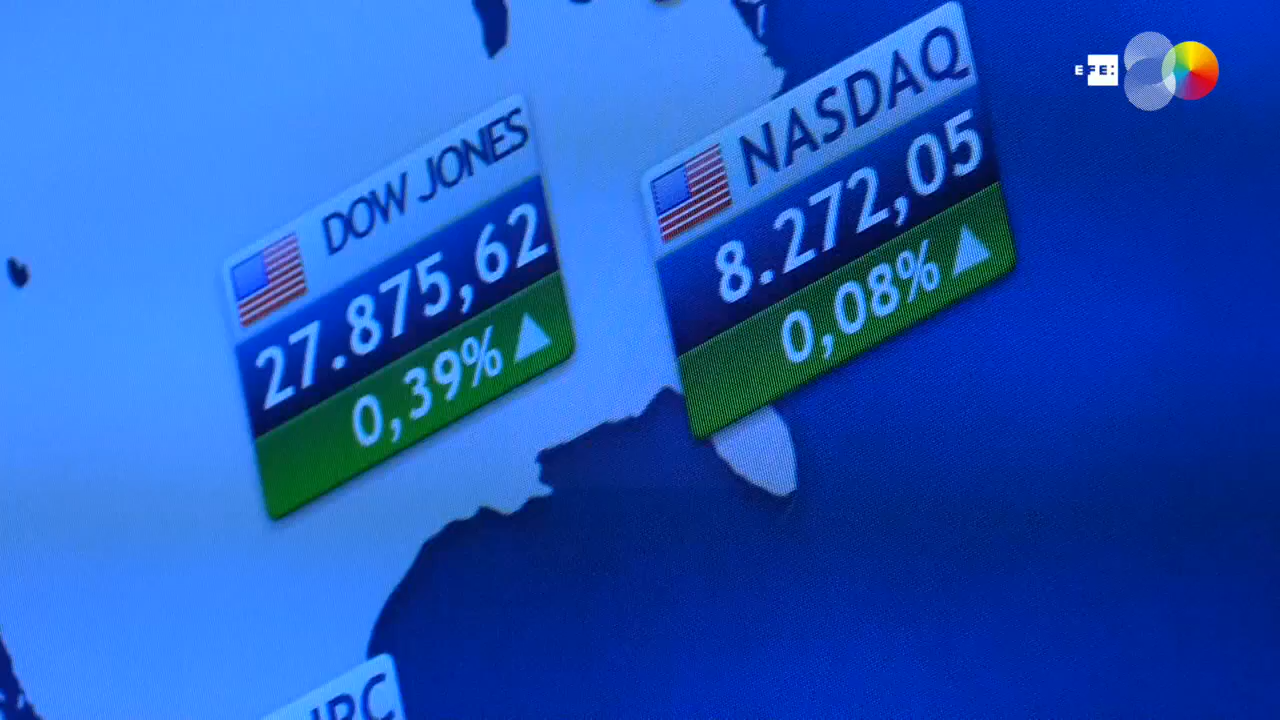 EFE:
DOW JONES
27.875,62
0,39%
NASDAQ
8.272,05
0,08%